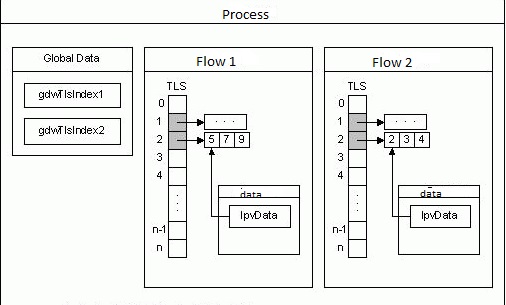 Process
Global Data
gdwTlsIndex1
gdwTlsIndex2
Flow 1
TLS
0
1
2
3
4
n-1
n
. . .
5 7 9
data
lpvData
Flow 2
TLS
0
1
2
3
4
n-1
n
. . .
2 3 4
data
lpvData